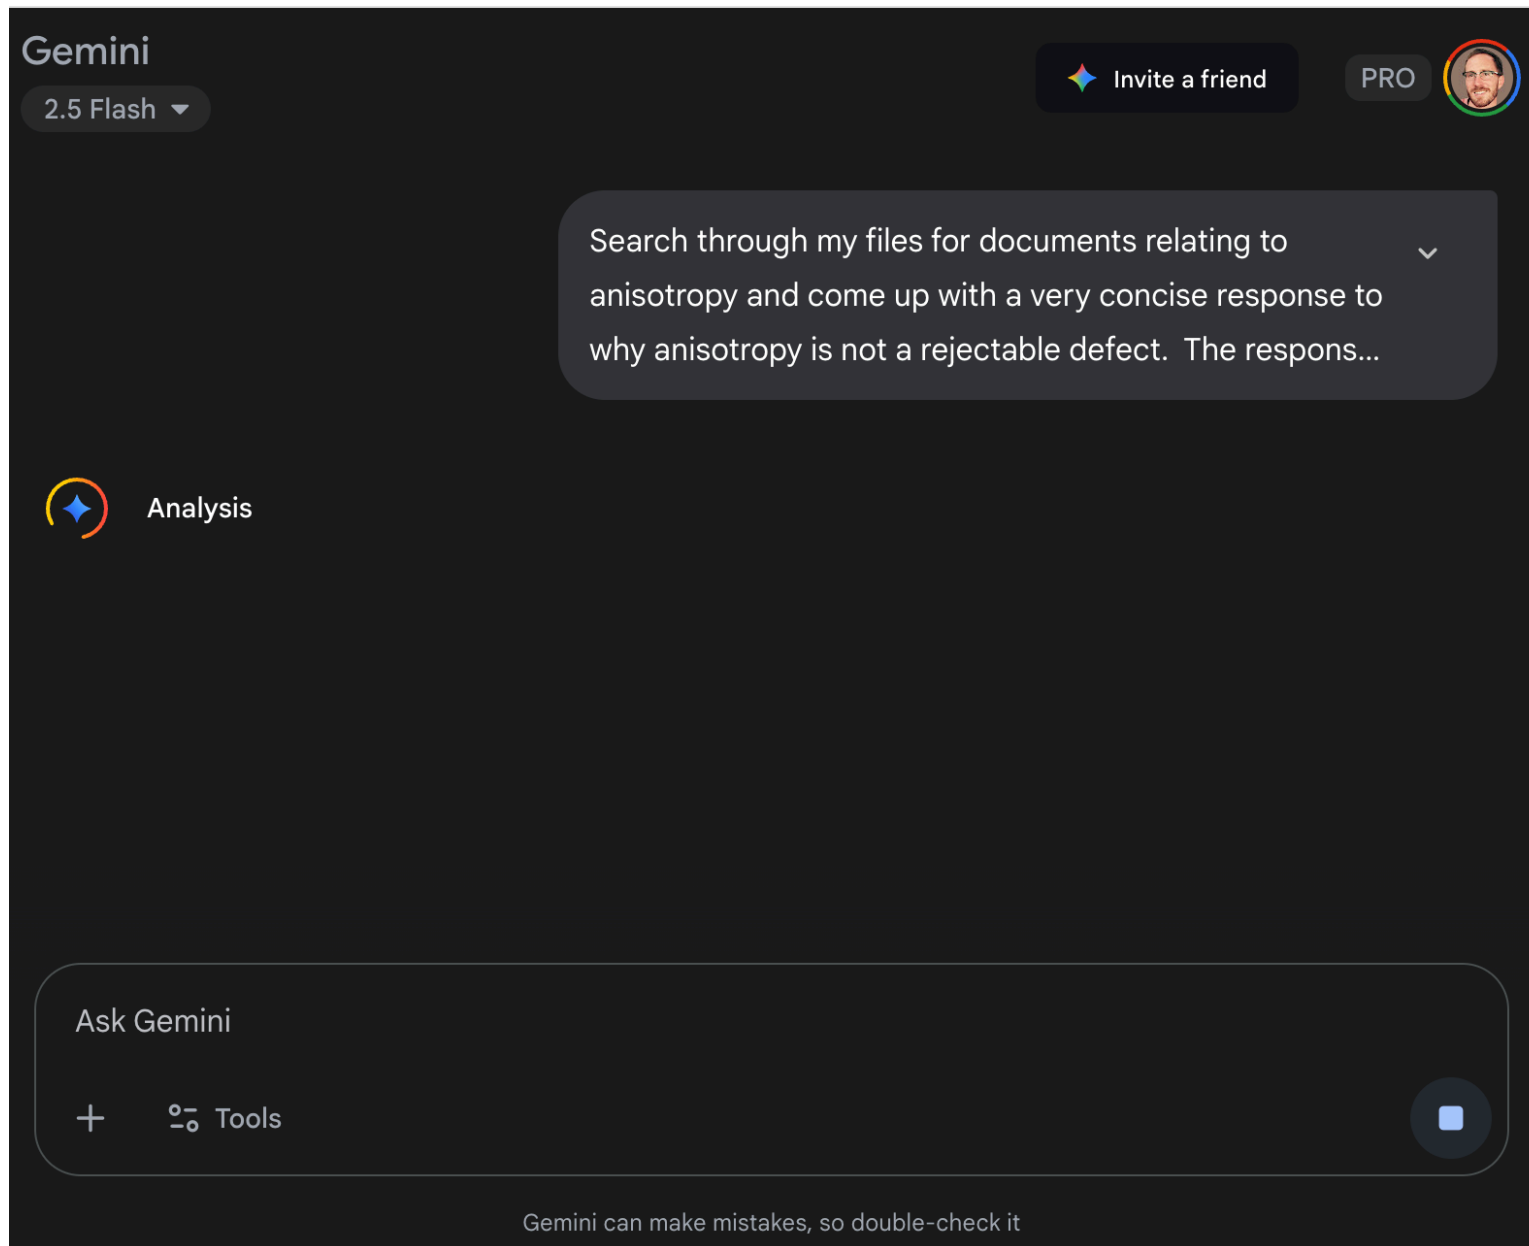 Gemini
2.5 Flash
Invite a friend
PRO
Search through my files for documents relating to
anisotropy and come up with a very concise response to
why anisotropy is not a rejectable defect.  The respons...
Analysis
Ask Gemini
Tools
Gemini can make mistakes, so double-check it